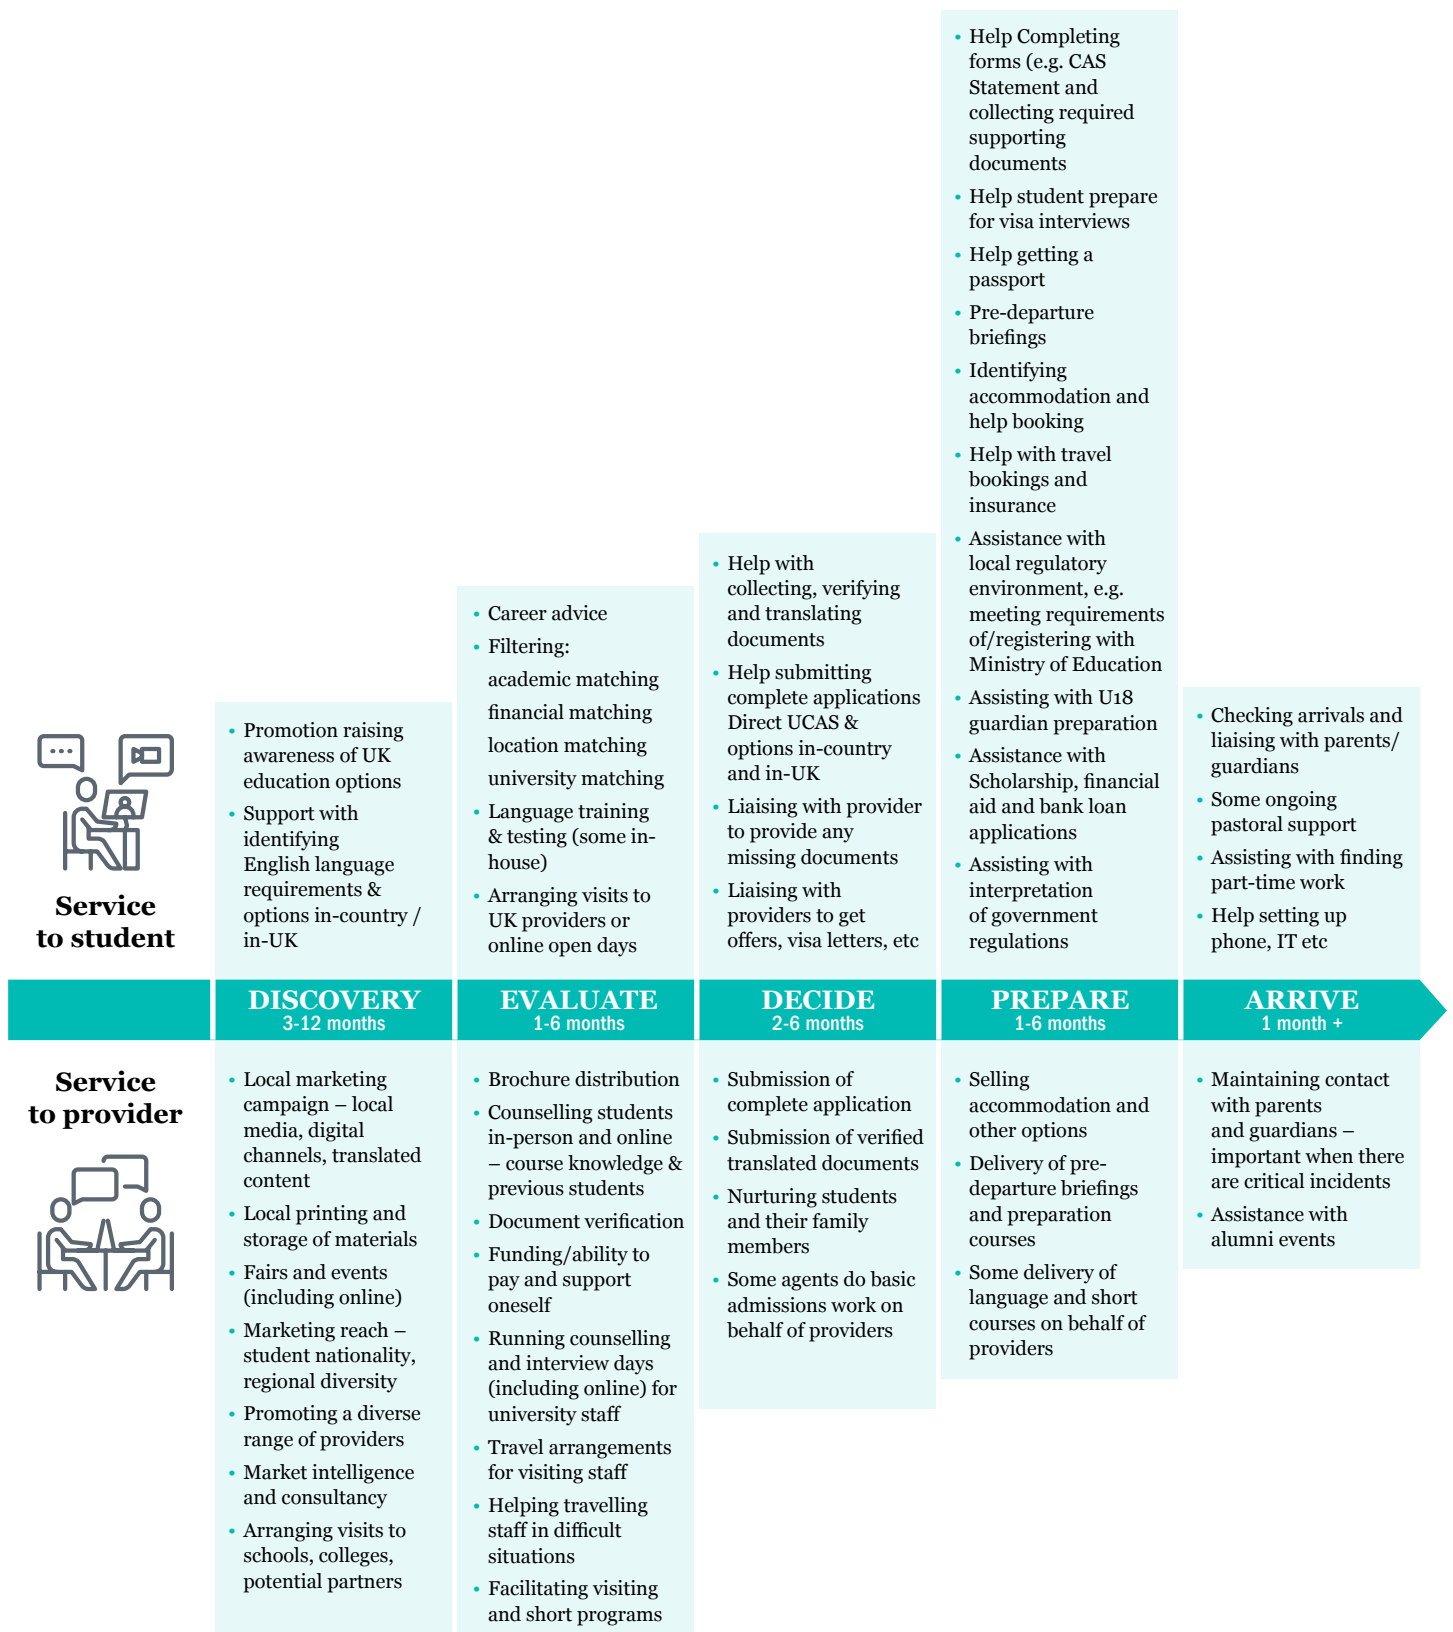 • Help Completing
forms (e.g. CAS
Statement and
collecting required
supporting
documents
• Help student prepare
for visa interviews
• Help getting a
passport
• Pre-departure
briefings
• Identifying
accommodation and
help booking
• Help with travel
bookings and
insurance
• Assistance with
local regulatory
environment, e.g.
meeting requirements
of/registering with
Ministry of Education
• Assisting with U18
guardian preparation
• Assistance with
Scholarship, financial
aid and bank loan
applications
• Assisting with
interpretation
of government
regulations
• Help with
collecting, verifying
and translating
documents
• Help submitting
complete applications
Direct UCAS &
options in-country
and in-UK
• Liaising with provider
to provide any
missing documents
• Liaising with
providers to get
offers, visa letters, etc
• Career advice
• Filtering:
academic matching
financial matching
location matching
university matching
• Language training
& testing (some in-
house)
• Arranging visits to
UK providers or
online open days
• Promotion raising
awareness of UK
education options
• Support with
identifying
English language
requirements &
options in-country /
in-UK
• Checking arrivals and
liaising with parents/
guardians
• Some ongoing
pastoral support
• Assisting with finding
part-time work
• Help setting up
phone, IT etc
Service
to student
DISCOVERY
3-12 months
EVALUATE
1-6 months
DECIDE
2-6 months
PREPARE
1-6 months
ARRIVE
1 month +
Service
to provider
• Local marketing
campaign – local
media, digital
channels, translated
content
• Local printing and
storage of materials
• Fairs and events
(including online)
• Marketing reach –
student nationality,
regional diversity
• Promoting a diverse
range of providers
• Market intelligence
and consultancy
• Arranging visits to
schools, colleges,
potential partners
• Brochure distribution
• Counselling students
in-person and online
– course knowledge &
previous students
• Document verification
• Funding/ability to
pay and support
oneself
• Running counselling
and interview days
(including online) for
university staff
• Travel arrangements
for visiting staff
• Helping travelling
staff in difficult
situations
• Facilitating visiting
and short programs
• Submission of
complete application
• Submission of verified
translated documents
• Nurturing students
and their family
members
• Some agents do basic
admissions work on
behalf of providers
• Selling
accommodation and
other options
• Delivery of pre-
departure briefings
and preparation
courses
• Some delivery of
language and short
courses on behalf of
providers
• Maintaining contact
with parents
and guardians –
important when there
are critical incidents
• Assistance with
alumni events